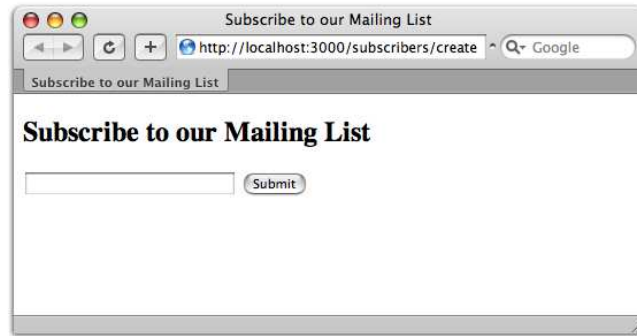 Subscribe to our Mailing List
http://localhost:3000/subscribers/create
Google
Subscribe to our Mailing List
Subscribe to our Mailing List
Submit